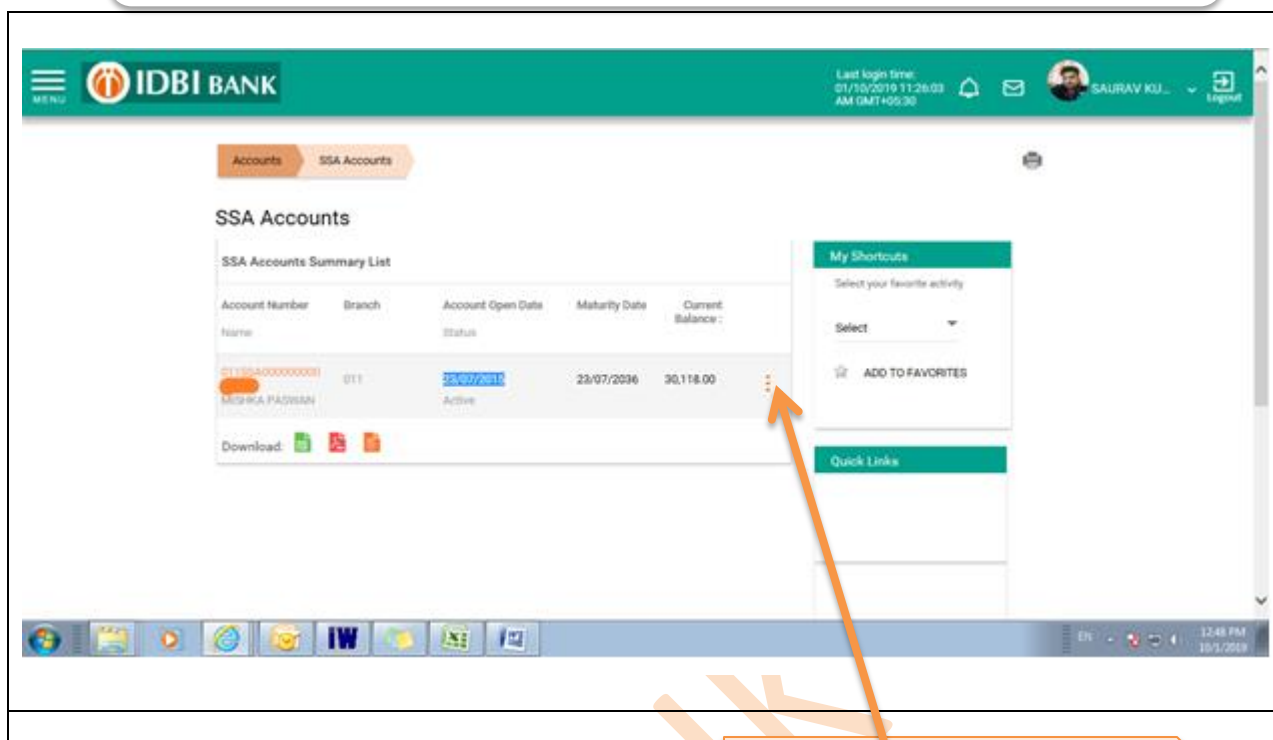 MENU
IDBI BANK
Last login time:
01/10/2019 11:26:03
AM GMT+05:30
SAURAV KU...
Logout
Accounts
SSA Accounts
SSA Accounts
SSA Accounts Summary List
Account Number Branch Account Open Date Maturity Date Current Balance :
Name Status
011SSA000000000 011 23/07/2015 23/07/2036 30,118.00
MISHKA PASWAN Active
Download:
My Shortcuts
Select your favorite activity
Select
ADD TO FAVORITES
Quick Links
EN
12:48 PM
10/1/2019